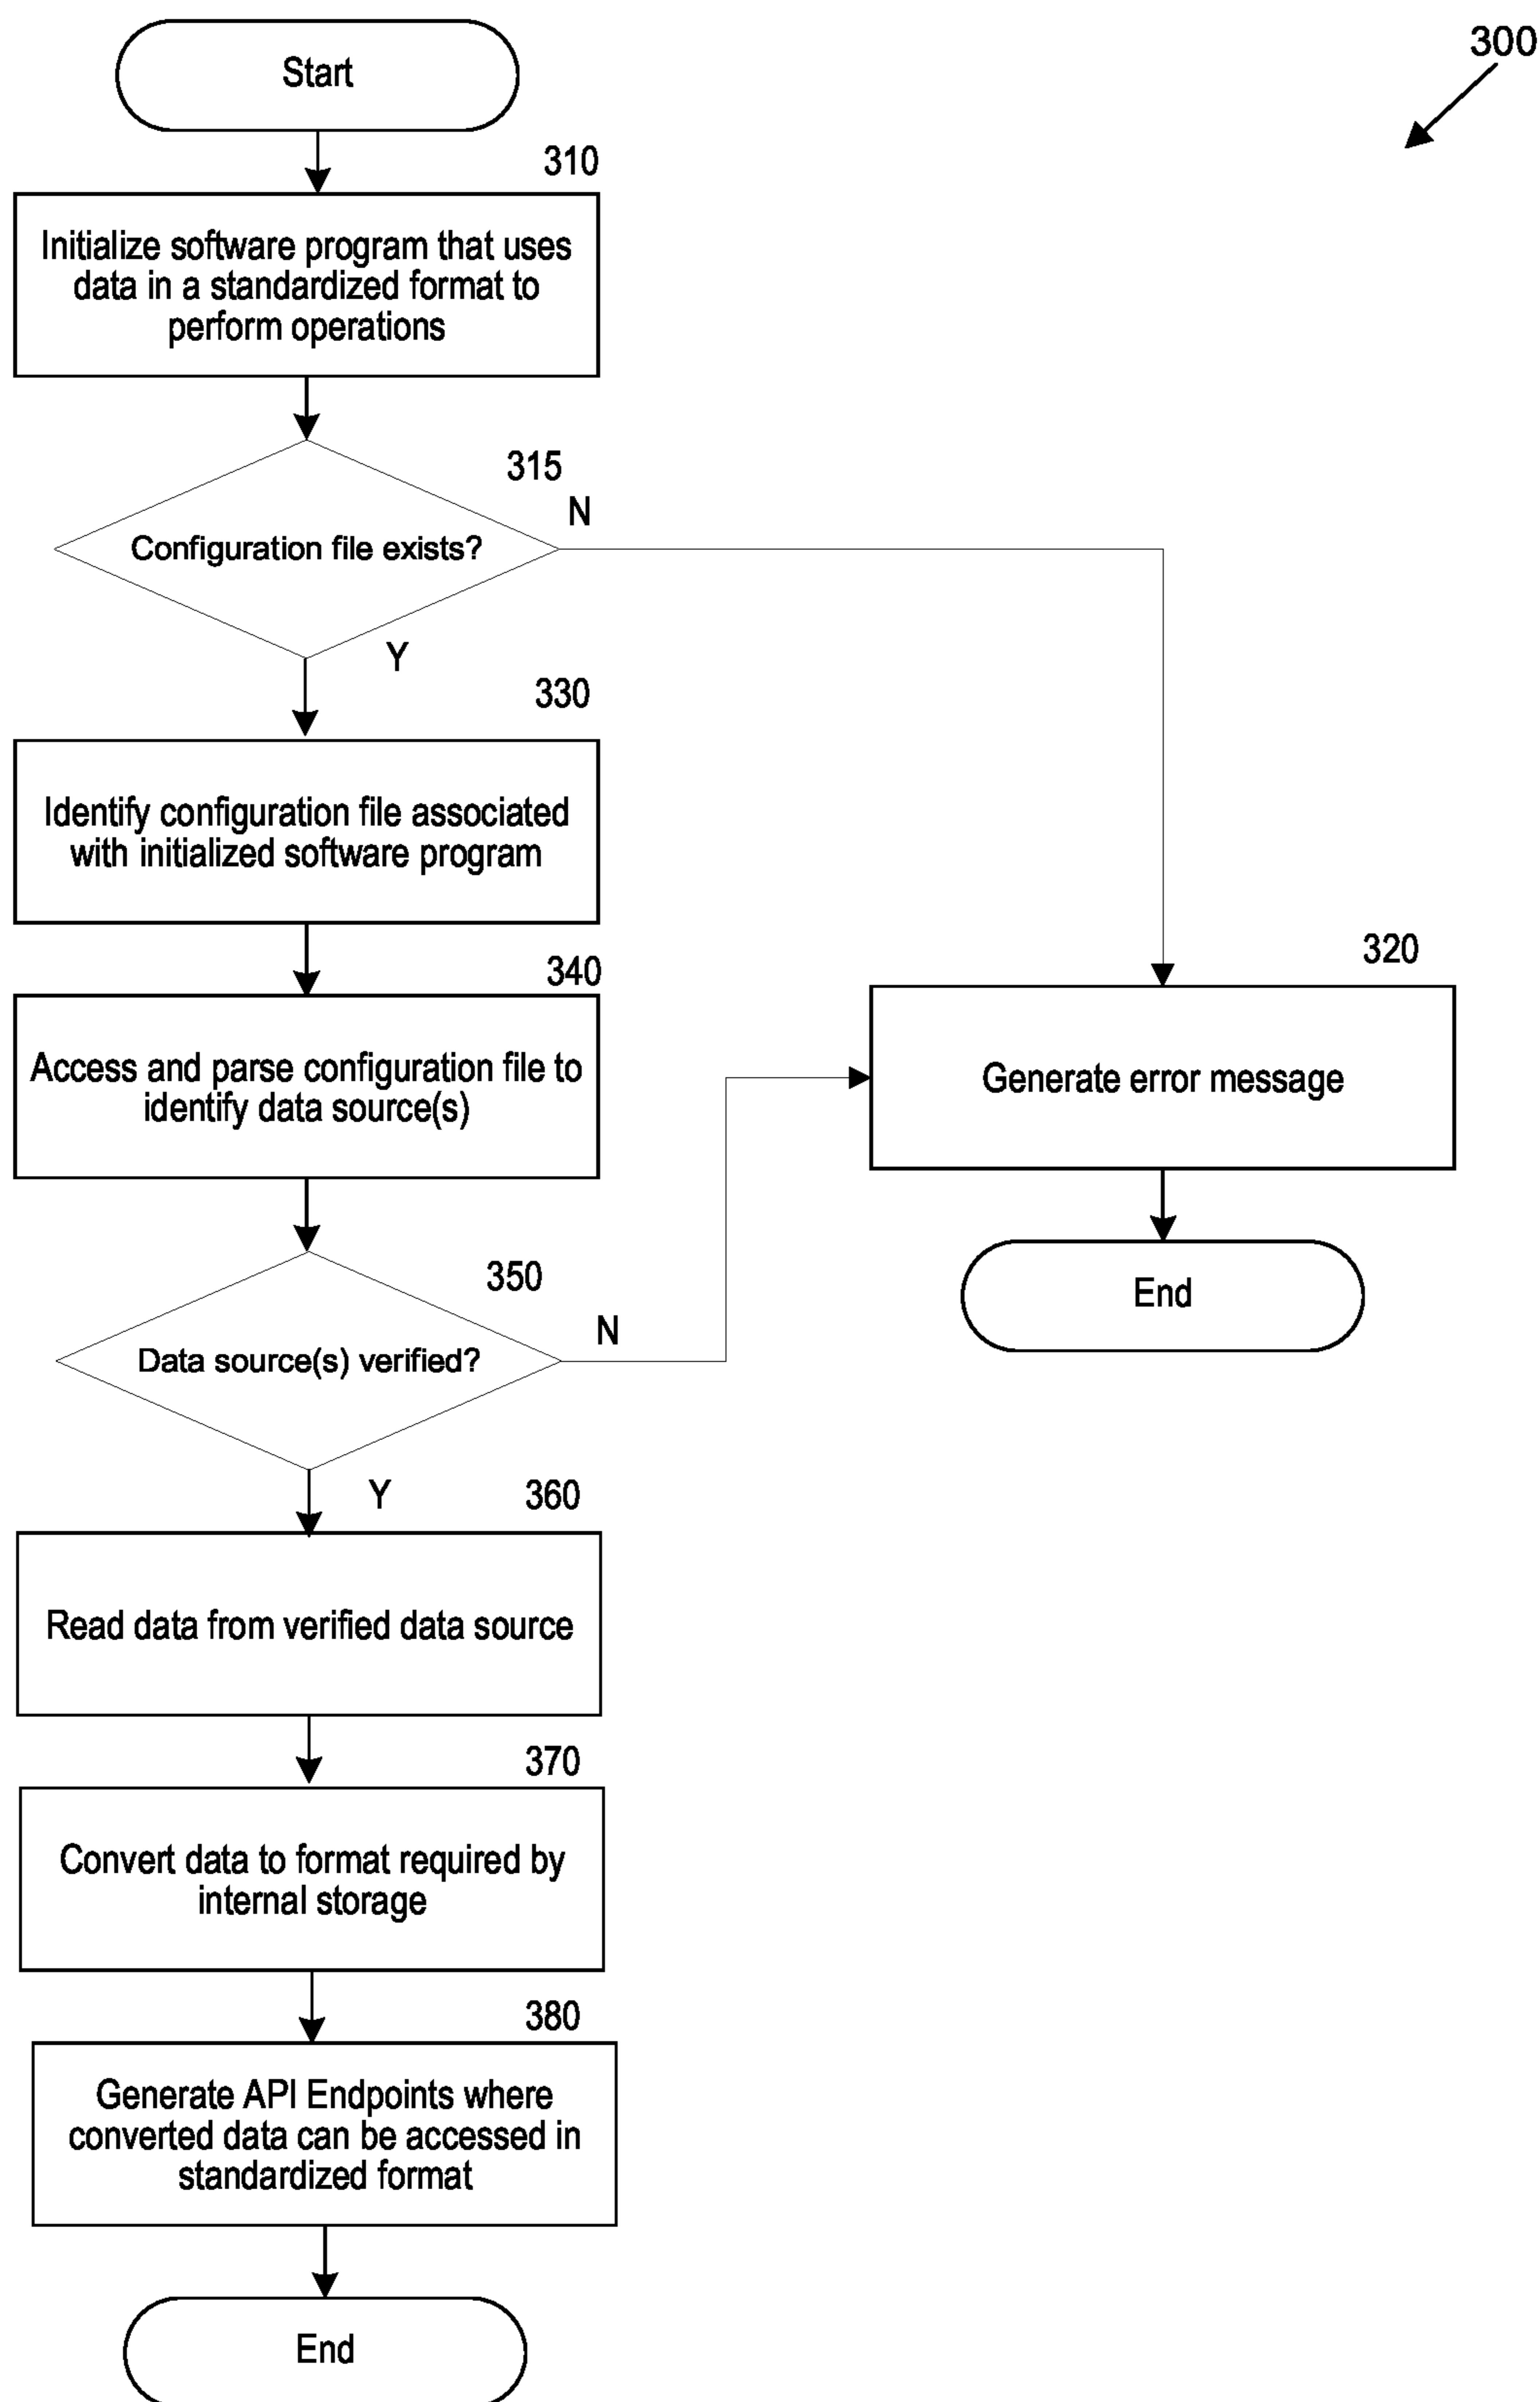 300
Start
310
Initialize software program that uses
data in a standardized format to
perform operations
315
N
Configuration file exists?
Y
330
Identify configuration file associated
with initialized software program
340
Access and parse configuration file to
identify data source(s)
320
Generate error message
End
350
N
Data source(s) verified?
Y
360
Read data from verified data source
370
Convert data to format required by
internal storage
380
Generate API Endpoints where
converted data can be accessed in
standardized format
End